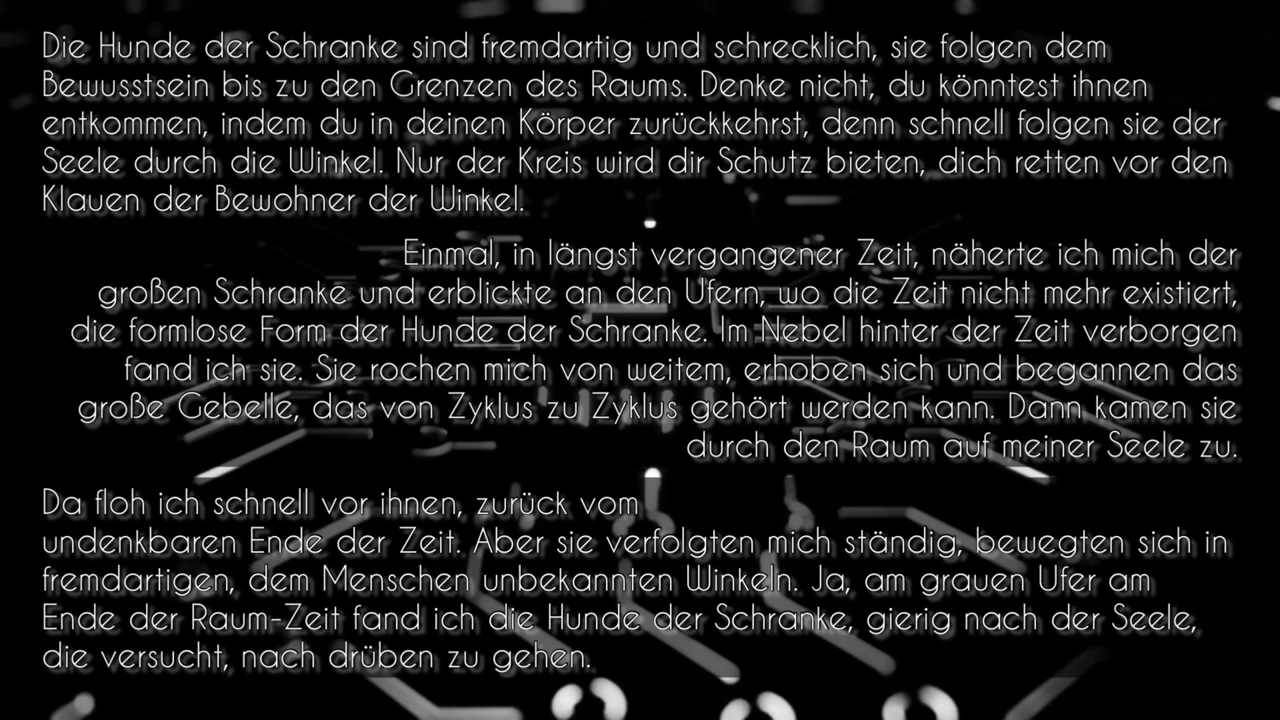 Die Hunde der Schranke sind fremdartig und schrecklich, sie folgen dem
Bewusstsein bis zu den Grenzen des Raums. Denke nicht, du könntest ihnen
entkommen, indem du in deinen Körper zurückkehrst, denn schnell folgen sie der
Seele durch die Winkel. Nur der Kreis wird dir Schutz bieten, dich retten vor den
Klauen der Bewohner der Winkel.
Einmal, in längst vergangener Zeit, näherte ich mich der
großen Schranke und erblickte an den Ufern, wo die Zeit nicht mehr existiert,
die formlose Form der Hunde der Schranke. Im Nebel hinter der Zeit verborgen
fand ich sie. Sie rochen mich von weitem, erhoben sich und begannen das
große Gebelle, das von Zyklus zu Zyklus gehört werden kann. Dann kamen sie
durch den Raum auf meiner Seele zu.
Da floh ich schnell vor ihnen, zurück vom
undenkbaren Ende der Zeit. Aber sie verfolgten mich ständig, bewegten sich in
fremdartigen, dem Menschen unbekannten Winkeln. Ja, am grauen Ufer am
Ende der Raum-Zeit fand ich die Hunde der Schranke, gierig nach der Seele,
die versucht, nach drüben zu gehen.